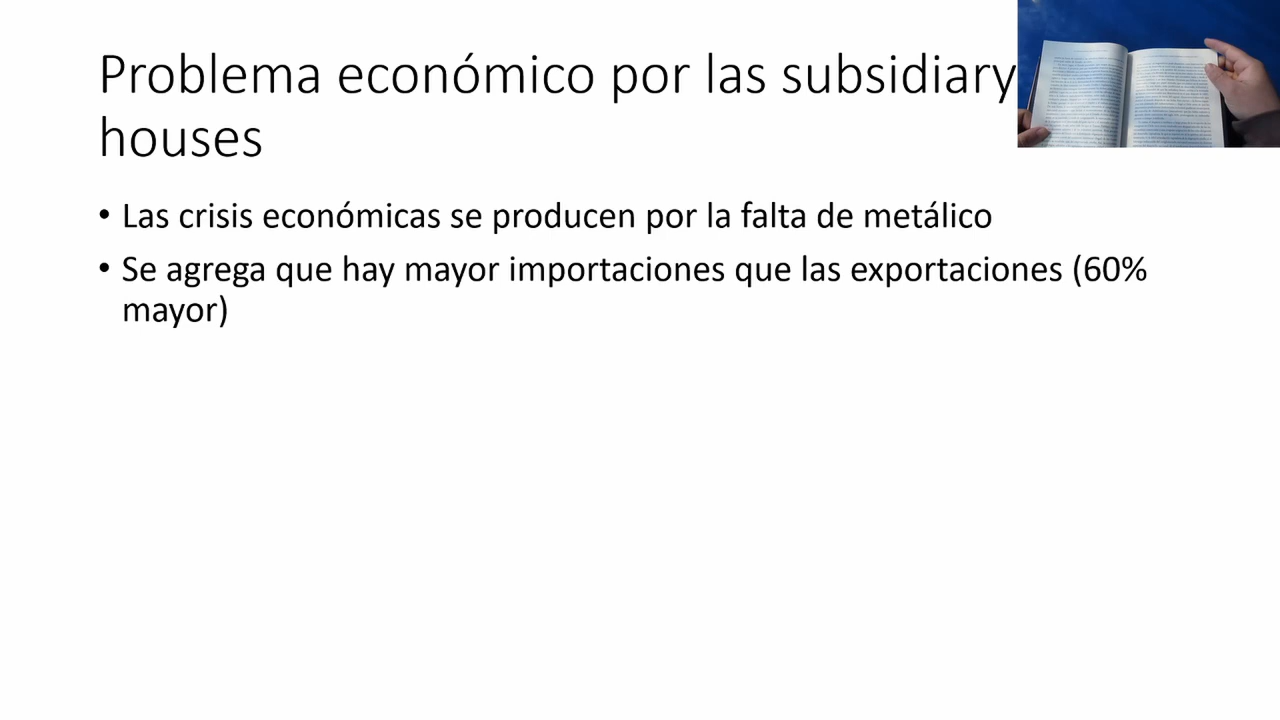 Problema económico por las subsidiary
houses
• Las crisis económicas se producen por la falta de metálico
• Se agrega que hay mayor importaciones que las exportaciones (60%
mayor)